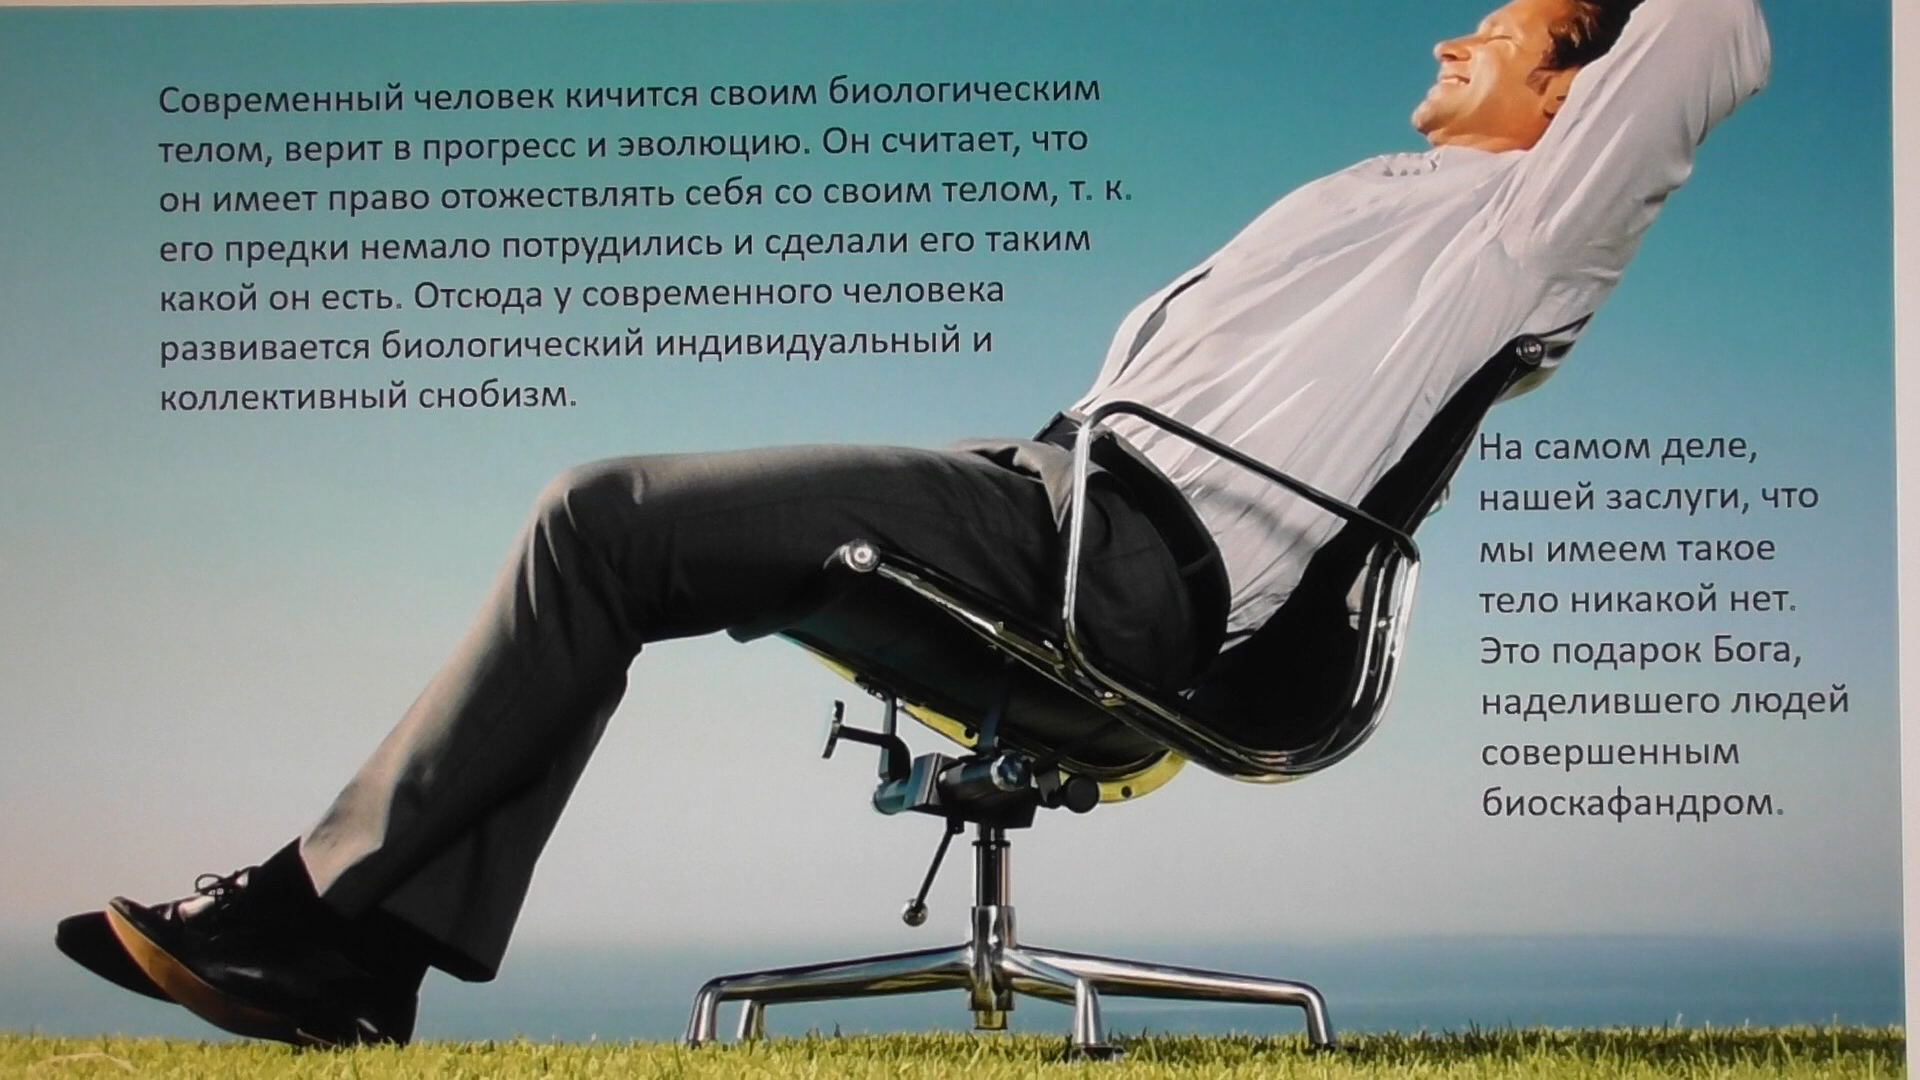 Современный человек кичится своим биологическим
телом, верит в прогресс и эволюцию. Он считает, что
он имеет право отожествлять себя со своим телом, т. к.
его предки немало потрудились и сделали его таким
какой он есть. Отсюда у современного человека
развивается биологический индивидуальный и
коллективный снобизм.
На самом деле,
нашей заслуги, что
мы имеем такое
тело никакой нет.
Это подарок Бога,
наделившего людей
совершенным
биоскафандром.